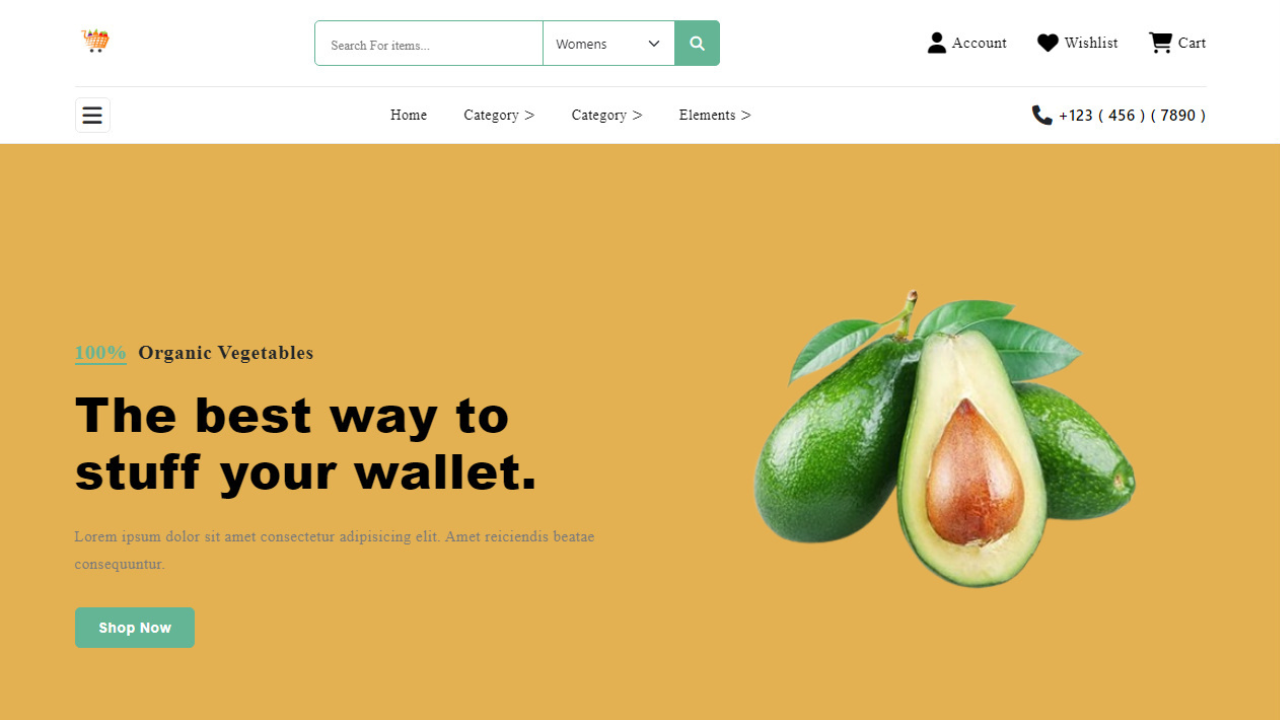 Search For items...
Womens
Account
Wishlist
Cart
Home
Category >
Category >
Elements >
+123 ( 456 ) ( 7890 )
100% Organic Vegetables
The best way to
stuff your wallet.
Lorem ipsum dolor sit amet consectetur adipisicing elit. Amet reiciendis beatae
consequuntur.
Shop Now